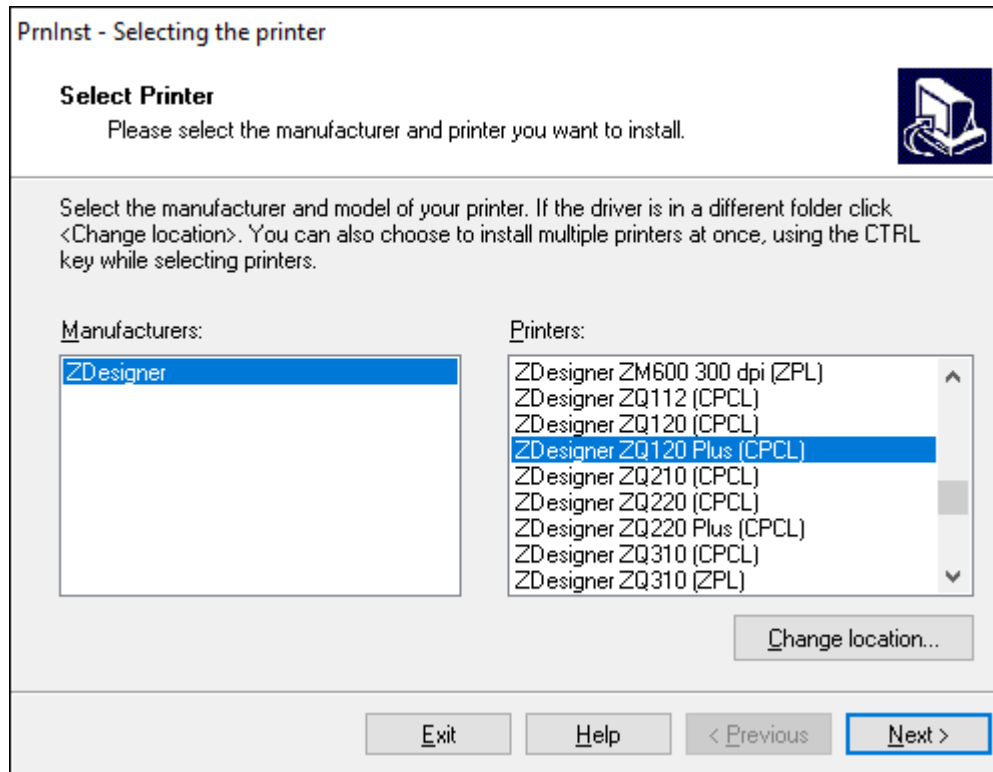 PrnInst - Selecting the printer
Select Printer
Please select the manufacturer and printer you want to install.
Select the manufacturer and model of your printer. If the driver is in a different folder click
<Change location>. You can also choose to install multiple printers at once, using the CTRL
key while selecting printers.
Manufacturers:
ZDesigner
Printers:
ZDesigner ZM600 300 dpi (ZPL)
ZDesigner ZQ112 (CPCL)
ZDesigner ZQ120 (CPCL)
ZDesigner ZQ120 Plus (CPCL)
ZDesigner ZQ210 (CPCL)
ZDesigner ZQ220 (CPCL)
ZDesigner ZQ220 Plus (CPCL)
ZDesigner ZQ310 (CPCL)
ZDesigner ZQ310 (ZPL)
Change location...
Exit
Help
< Previous
Next >